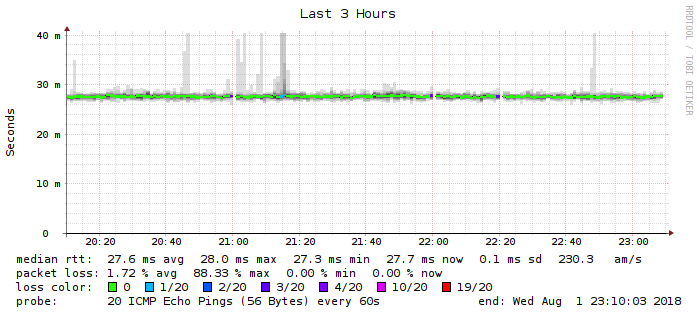 Last 3 Hours
RRDTOOL / TOBI OETIKER
Seconds
40 m
30 m
20 m
10 m
0
20:20 20:40 21:00 21:20 21:40 22:00 22:20 22:40 23:00
median rtt: 27.6 ms avg 28.0 ms max 27.3 ms min 27.7 ms now 0.1 ms sd 230.3 am/s
packet loss: 1.72 % avg 88.33 % max 0.00 % min 0.00 % now
loss color: 0 1/20 2/20 3/20 4/20 10/20 19/20
probe: 20 ICMP Echo Pings (56 Bytes) every 60s end: Wed Aug 1 23:10:03 2018